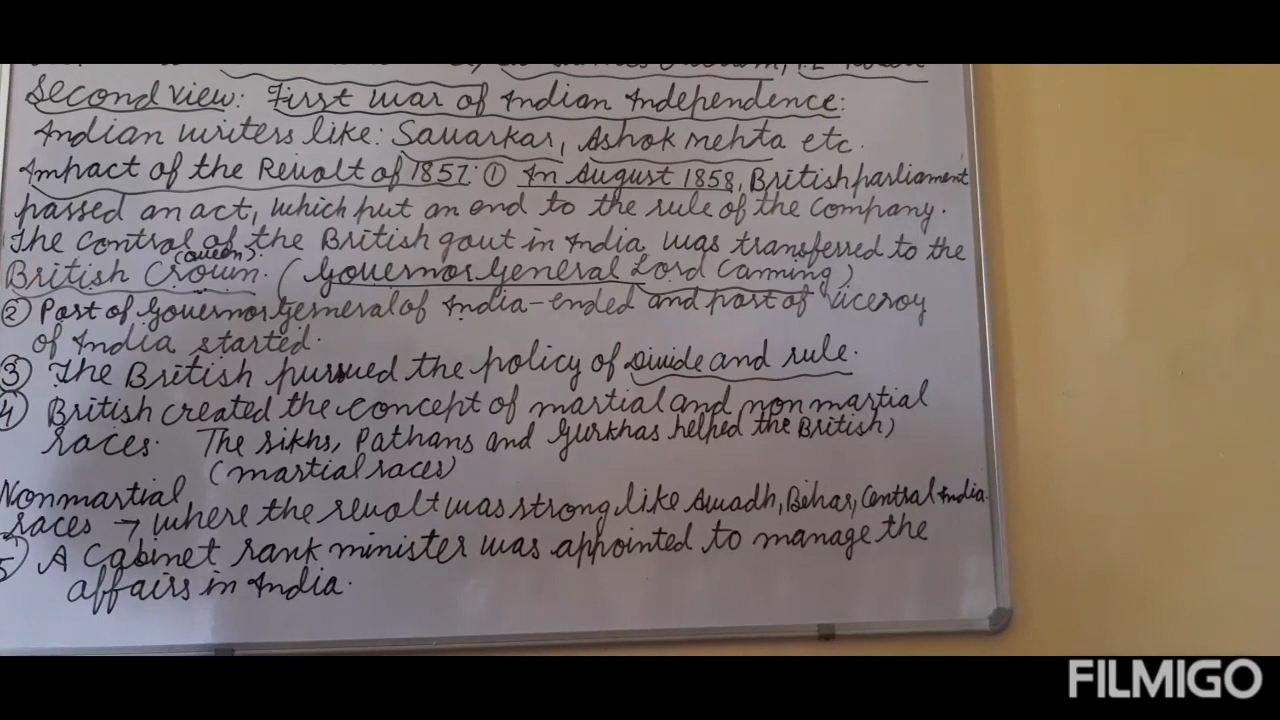 Second view: First war of Indian Independence:
Indian writers like: Savarkar, Ashok mehta etc.
Impact of the Revolt of 1857: ① In August 1858, British parliament
passed an act, which put an end to the rule of the company.
The control of the British govt in India was transferred to the
(Queen)
British Crown. (Governor General Lord Canning)
② Post of Governor General of India-ended and post of viceroy
of India started.
③ The British pursued the policy of Divide and rule.
4) British created the concept of martial and non martial
races. The sikhs, Pathans and Gurkhas helped the British)
(martial races)
Nonmartial
races → where the revolt was strong like Awadh, Bihar, Central India.
5) A Cabinet rank minister was appointed to manage the
affairs in India.
FILMIGO